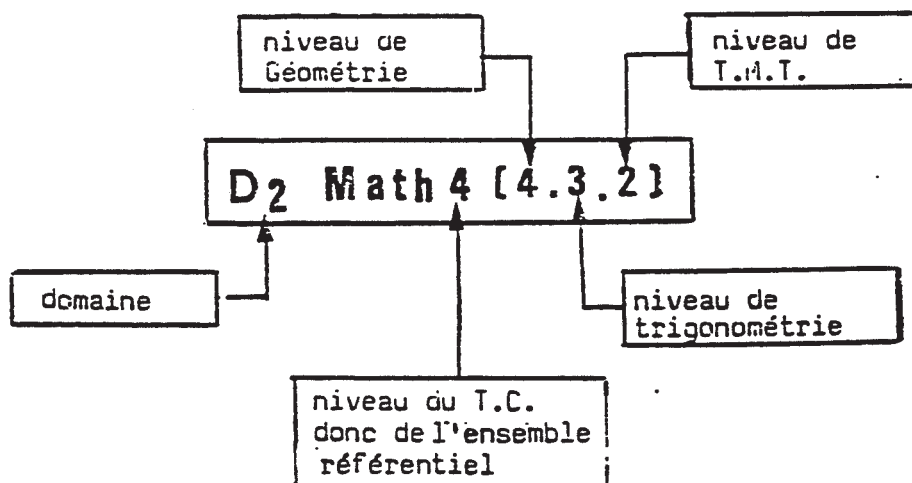 niveau de
Géométrie
niveau de
T.M.T.
D2 Math 4 [4.3.2]
domaine
niveau de
trigonométrie
niveau du T.C.
donc de l'ensemble
référentiel